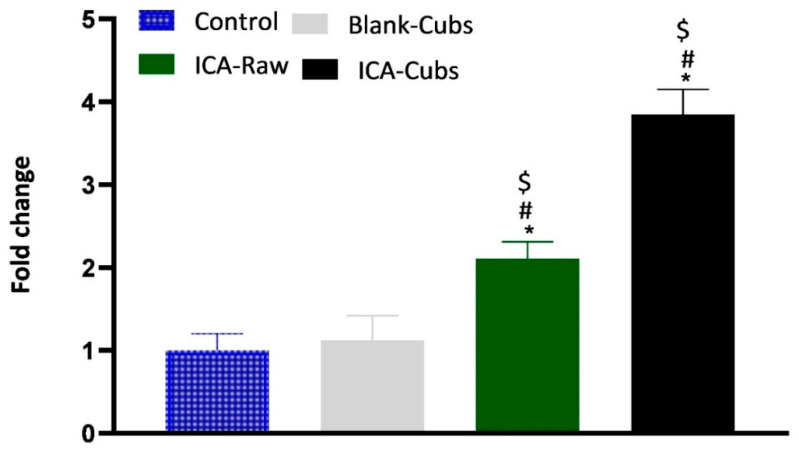 5
Control
Blank-Cubs
ICA-Raw
ICA-Cubs
$
#
*
4
3
$
#
*
2
1
0
Fold change